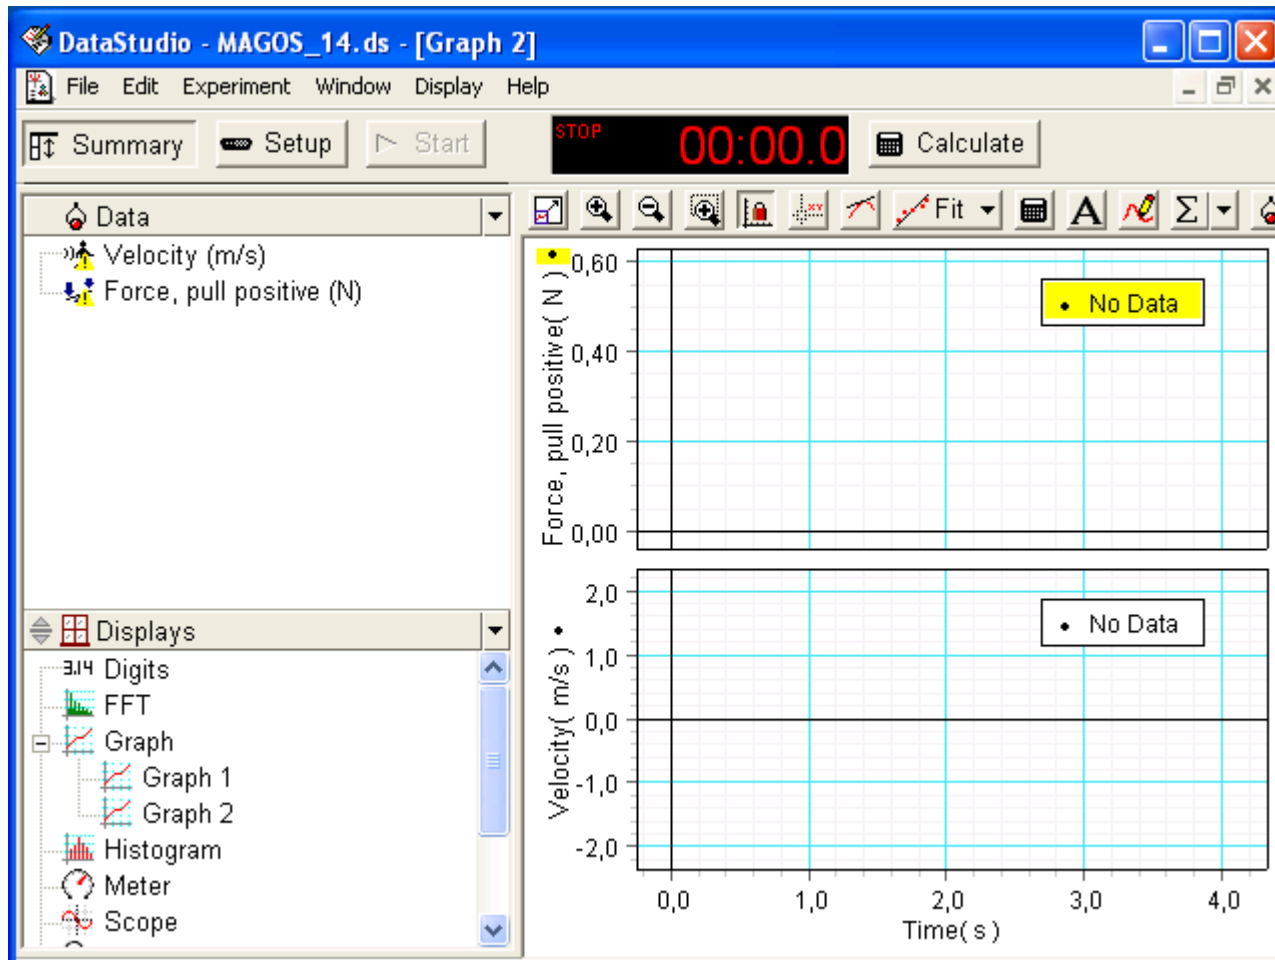 DataStudio - MAGOS_14.ds - [Graph 2]
File Edit Experiment Window Display Help
Summary Setup Start STOP 00:00.0 Calculate
Data
Velocity (m/s)
Force, pull positive (N)
Displays
3.14 Digits
FFT
Graph
Graph 1
Graph 2
Histogram
Meter
Scope
XY Fit A Σ
Force, pull positive( N )
0,60
0,40
0,20
0,00
No Data
Velocity( m/s )
2,0
1,0
0,0
-1,0
-2,0
No Data
0,0 1,0 2,0 3,0 4,0
Time( s )